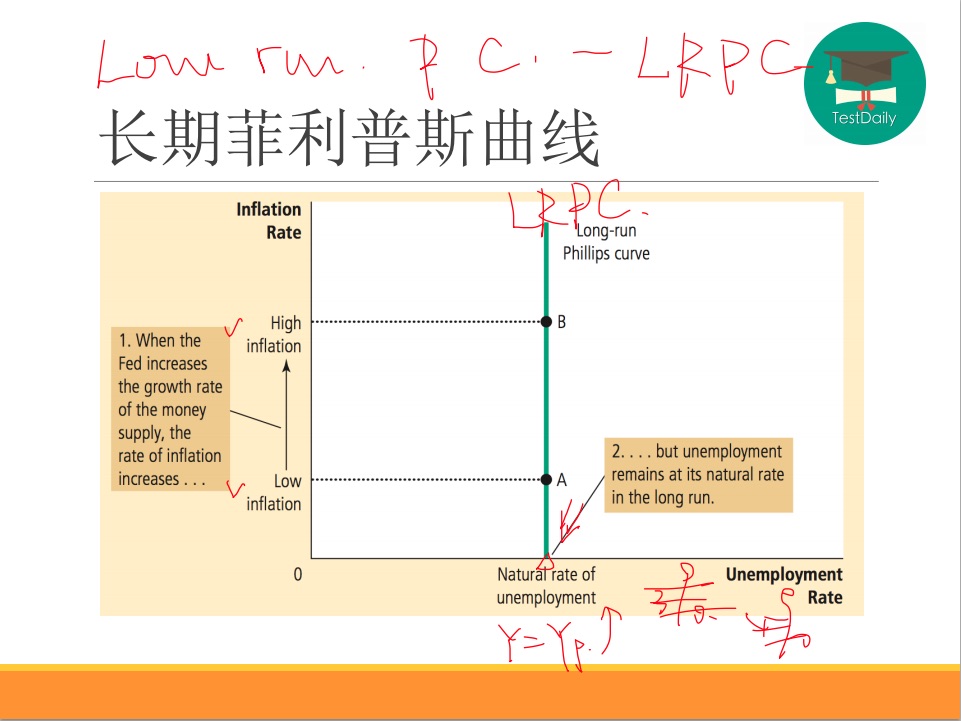 Long run. P C. - LRPC
TestDaily
长期菲利普斯曲线
LRPC.
Inflation
Rate
Long-run
Phillips curve
High
inflation
B
1. When the
Fed increases
the growth rate
of the money
supply, the
rate of inflation
increases . . .
Low
inflation
A
2. . . . but unemployment
remains at its natural rate
in the long run.
0
Natural rate of
unemployment
Unemployment
Rate
Y = Yp.